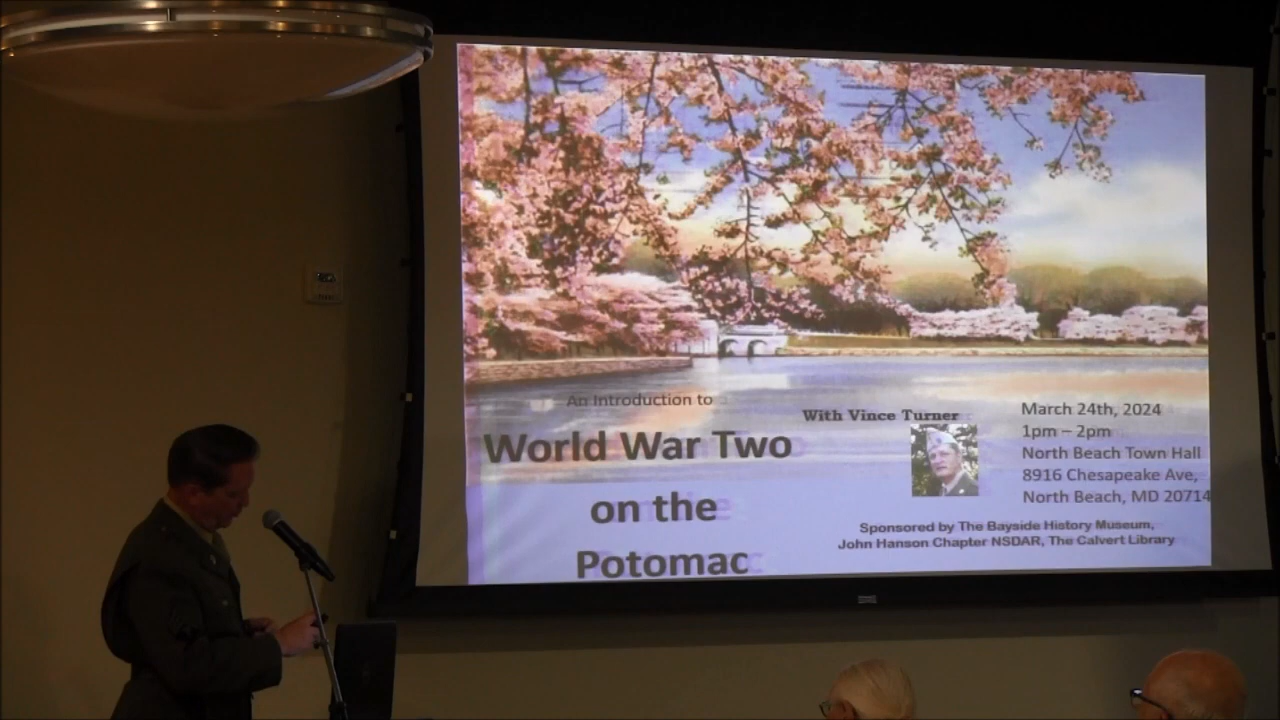 An Introduction to
World War Two
on the
Potomac
With Vince Turner
March 24th, 2024
1pm – 2pm
North Beach Town Hall
8916 Chesapeake Ave,
North Beach, MD 20714
Sponsored by The Bayside History Museum,
John Hanson Chapter NSDAR, The Calvert Library